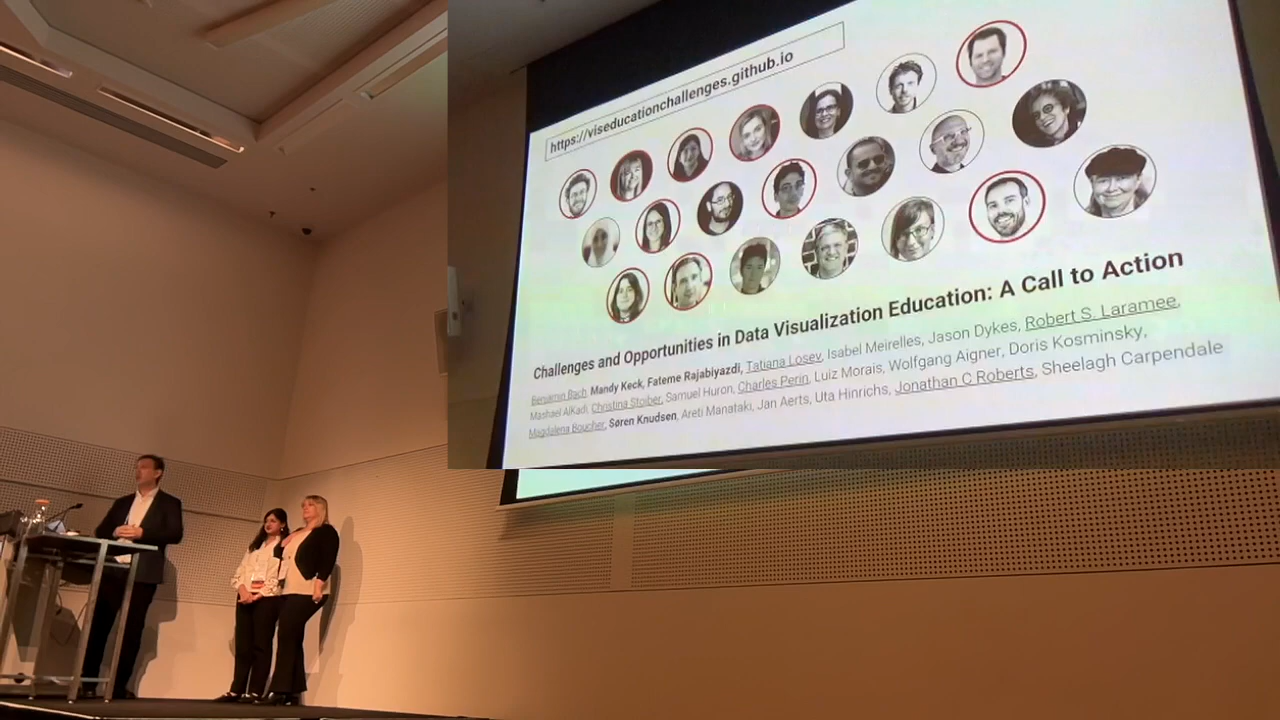 https://viseducationchallenges.github.io
Challenges and Opportunities in Data Visualization Education: A Call to Action
Benjamin Bach, Mandy Keck, Fateme Rajabiyazdi, Tatiana Losev, Isabel Meirelles, Jason Dykes, Robert S. Laramee,
Mashael AlKadi, Christina Stoiber, Samuel Huron, Charles Perin, Luiz Morais, Wolfgang Aigner, Doris Kosminsky,
Magdalena Boucher, Søren Knudsen, Areti Manataki, Jan Aerts, Uta Hinrichs, Jonathan C Roberts, Sheelagh Carpendale